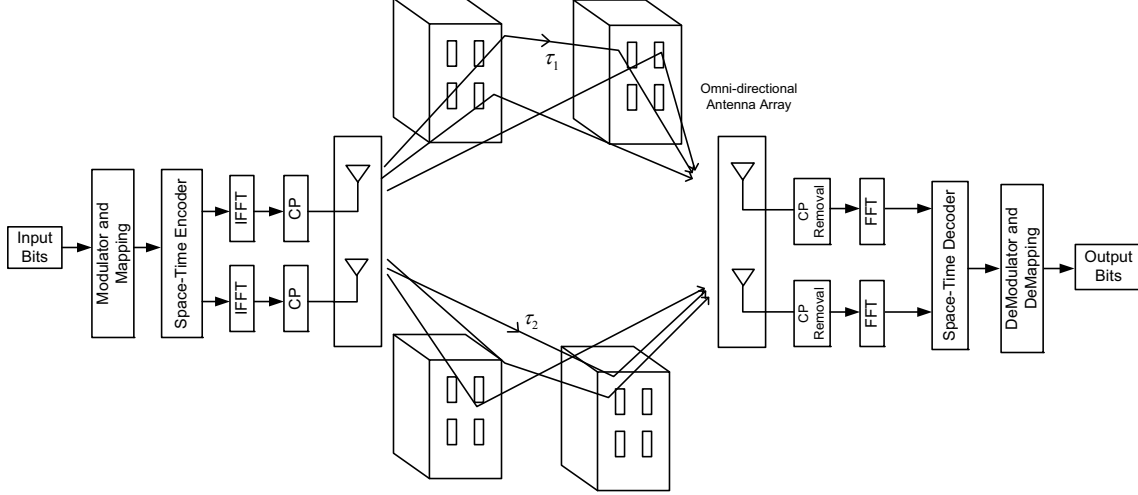 Input
Bits
Modulator and
Mapping
Space-Time Encoder
IFFT
CP
IFFT
CP
τ1
τ2
Omni-directional
Antenna Array
CP
Removal
FFT
CP
Removal
FFT
Space-Time Decoder
DeModulator and
DeMapping
Output
Bits